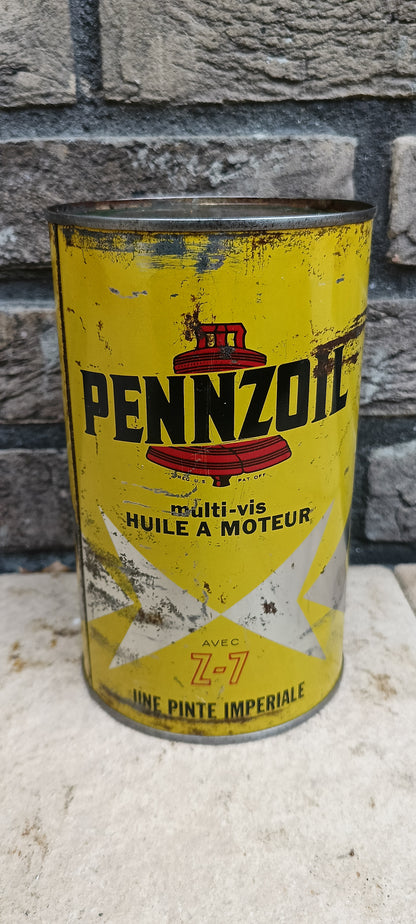 PENNZOIL
REG. U.S. PAT. OFF.
multi-vis
HUILE A MOTEUR
AVEC
Z-7
UNE PINTE IMPERIALE